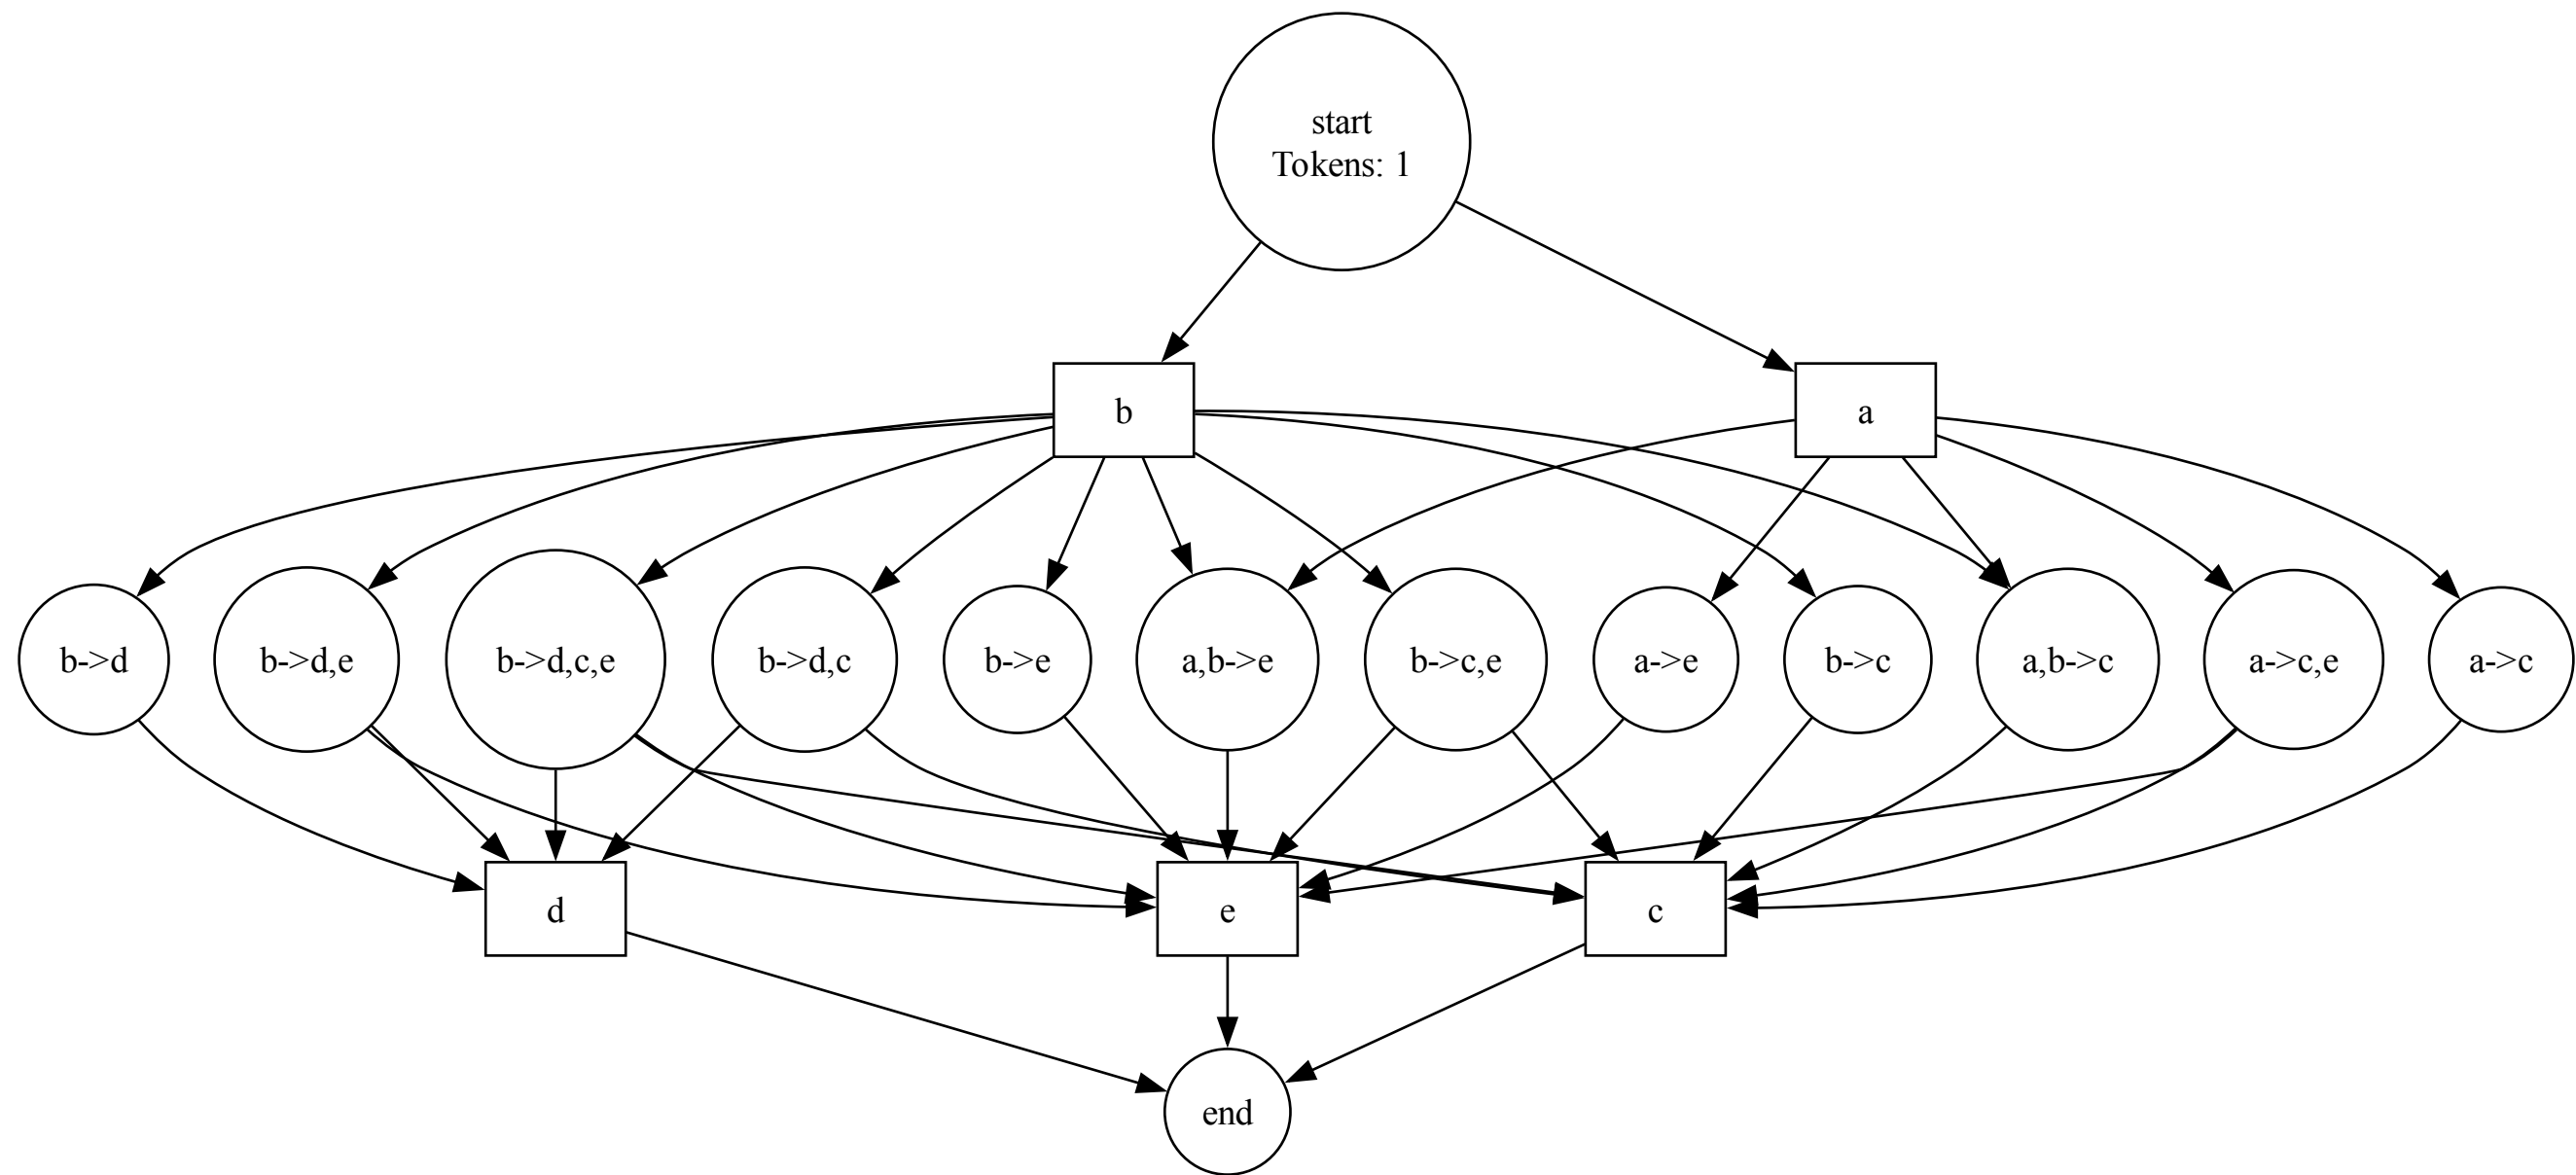 start
Tokens: 1
b
a
b->d
b->d,e
b->d,c,e
b->d,c
b->e
a,b->e
b->c,e
a->e
b->c
a,b->c
a->c,e
a->c
d
e
c
end